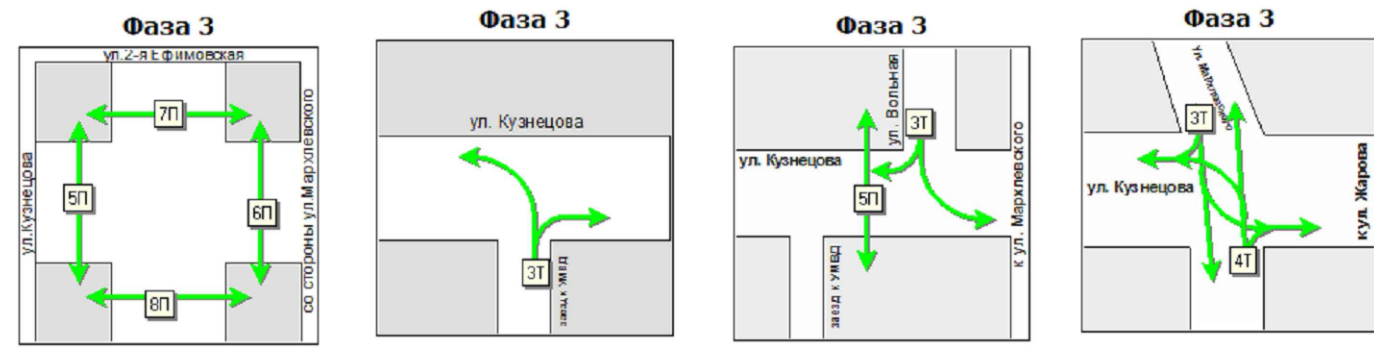 Фаза 3
ул.2-я Ефимовская
7П
5П
6П
8П
ул.Кузнецова
со стороны ул.Мархлевского
Фаза 3
ул. Кузнецова
3Т
заезд к УМВД
Фаза 3
ул. Вольная
3Т
ул. Кузнецова
5П
к ул. Мархлевского
заезд к УМВД
Фаза 3
ул. Мархлевского
3Т
ул. Кузнецова
к ул. Жарова
4Т